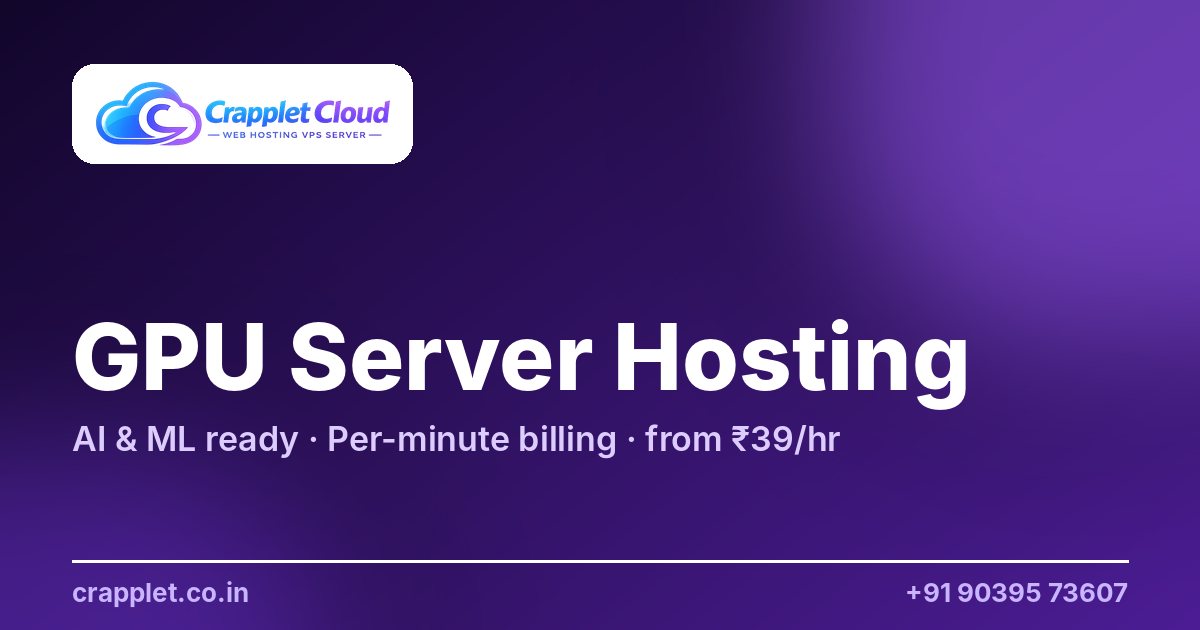 Crapplet Cloud
— WEB HOSTING VPS SERVER —
GPU Server Hosting
AI & ML ready · Per-minute billing · from ₹39/hr
crapplet.co.in
+91 90395 73607